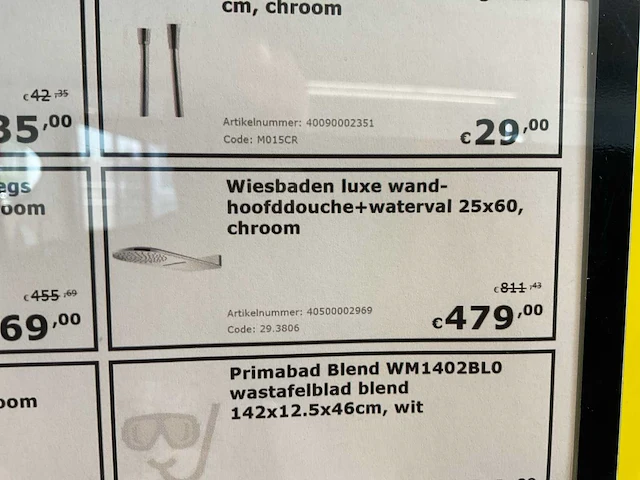 cm, chroom
€ 42,35
35,00
Artikelnummer: 40090002351
Code: M015CR
€ 29,00
egs
oom
Wiesbaden luxe wand-
hoofddouche+waterval 25x60,
chroom
€ 455,69
69,00
€ 811,43
Artikelnummer: 40500002969
Code: 29.3806
€ 479,00
oom
Primabad Blend WM1402BL0
wastafelblad blend
142x12.5x46cm, wit